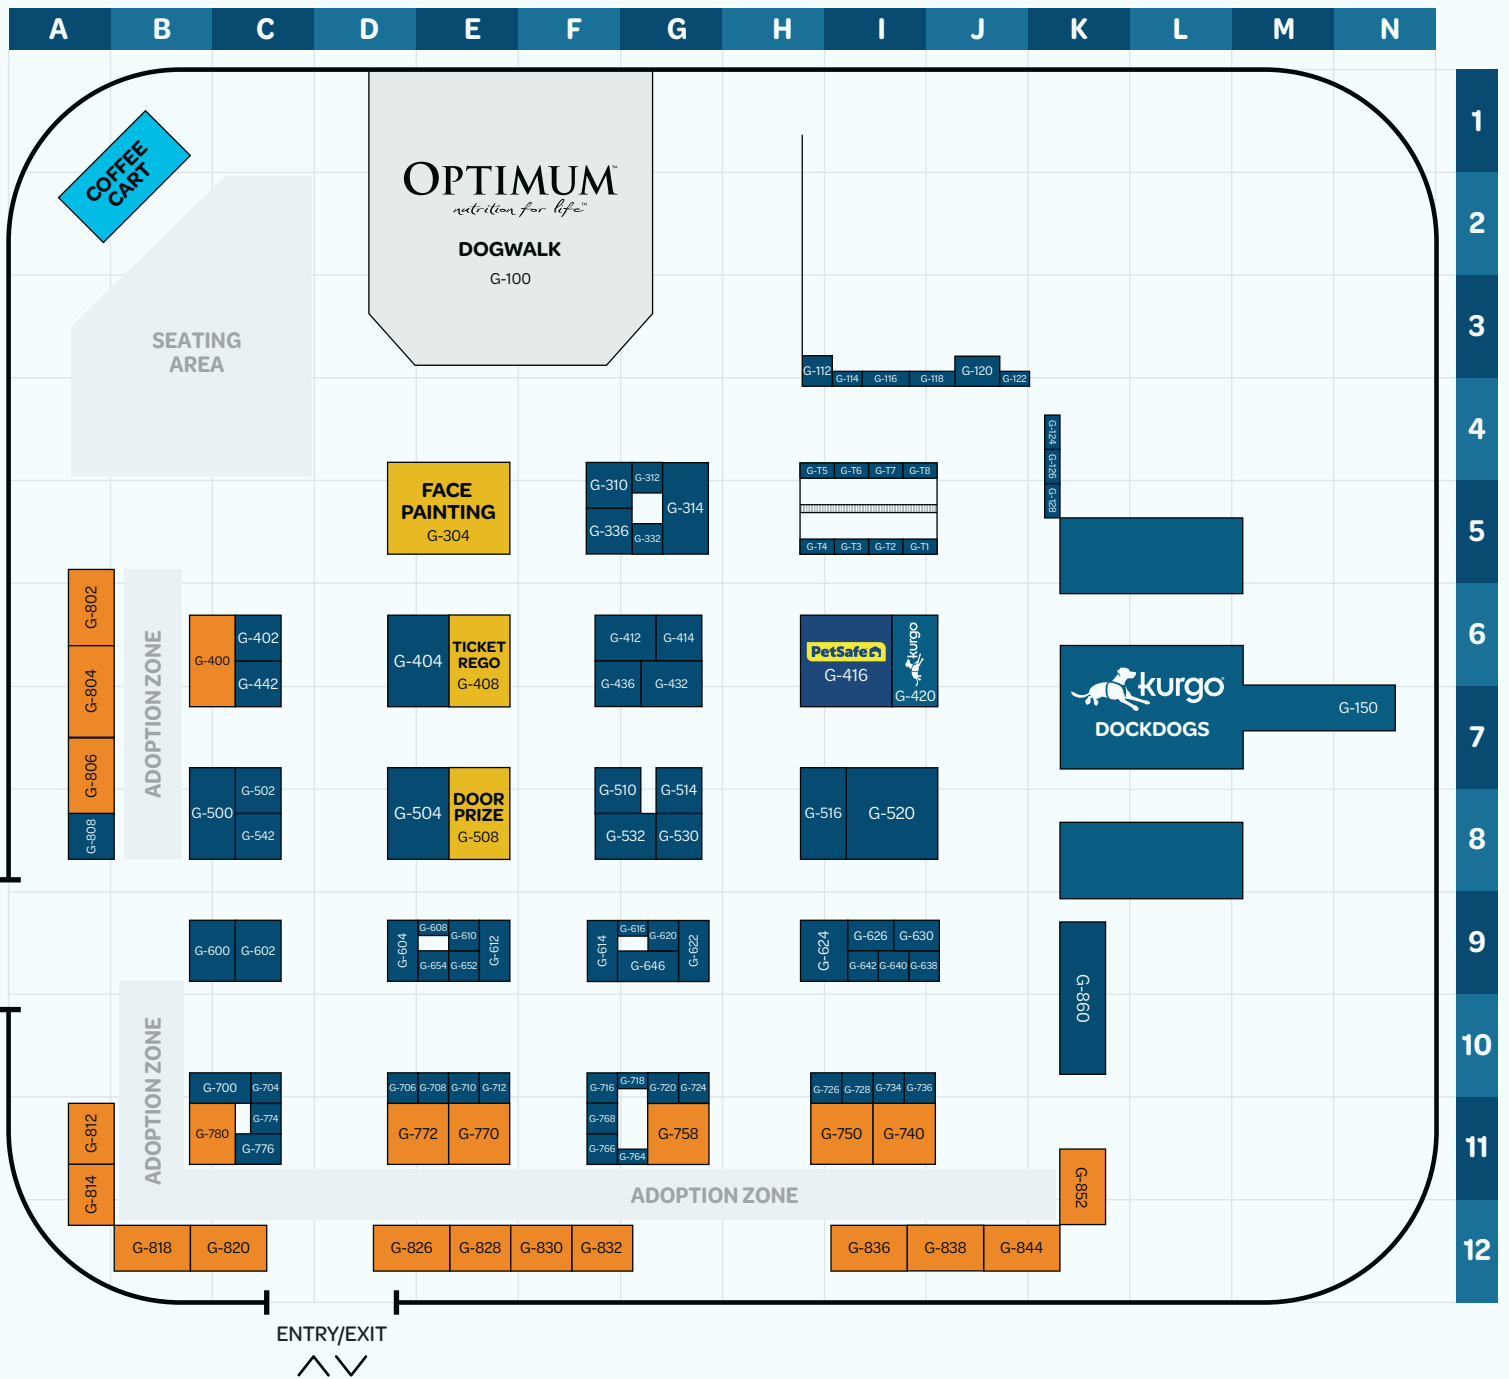 A B C D E F G H I J K L M N
1
2
3
4
5
6
7
8
9
10
11
12
COFFEE
CART
SEATING
AREA
OPTIMUM™
nutrition for life™
DOGWALK
G-100
G-112
G-114
G-116
G-118
G-120
G-122
G-124
G-126
G-128
FACE
PAINTING
G-304
G-310
G-312
G-314
G-336
G-332
G-T5
G-T6
G-T7
G-T8
G-T4
G-T3
G-T2
G-T1
G-802
G-804
G-806
G-808
ADOPTION ZONE
G-400
G-402
G-442
G-404
TICKET
REGO
G-408
G-412
G-414
G-436
G-432
PetSafe
G-416
kurgo
G-420
kurgo
DOCKDOGS
G-150
G-500
G-502
G-542
G-504
DOOR
PRIZE
G-508
G-510
G-514
G-532
G-530
G-516
G-520
G-600
G-602
G-604
G-608
G-610
G-612
G-654
G-652
G-614
G-616
G-620
G-622
G-646
G-624
G-626
G-630
G-642
G-640
G-638
G-860
ADOPTION ZONE
G-700
G-704
G-780
G-774
G-776
G-706
G-708
G-710
G-712
G-772
G-770
G-716
G-718
G-720
G-724
G-768
G-766
G-764
G-758
G-726
G-728
G-734
G-736
G-750
G-740
G-812
G-814
G-852
ADOPTION ZONE
G-818
G-820
G-826
G-828
G-830
G-832
G-836
G-838
G-844
ENTRY/EXIT